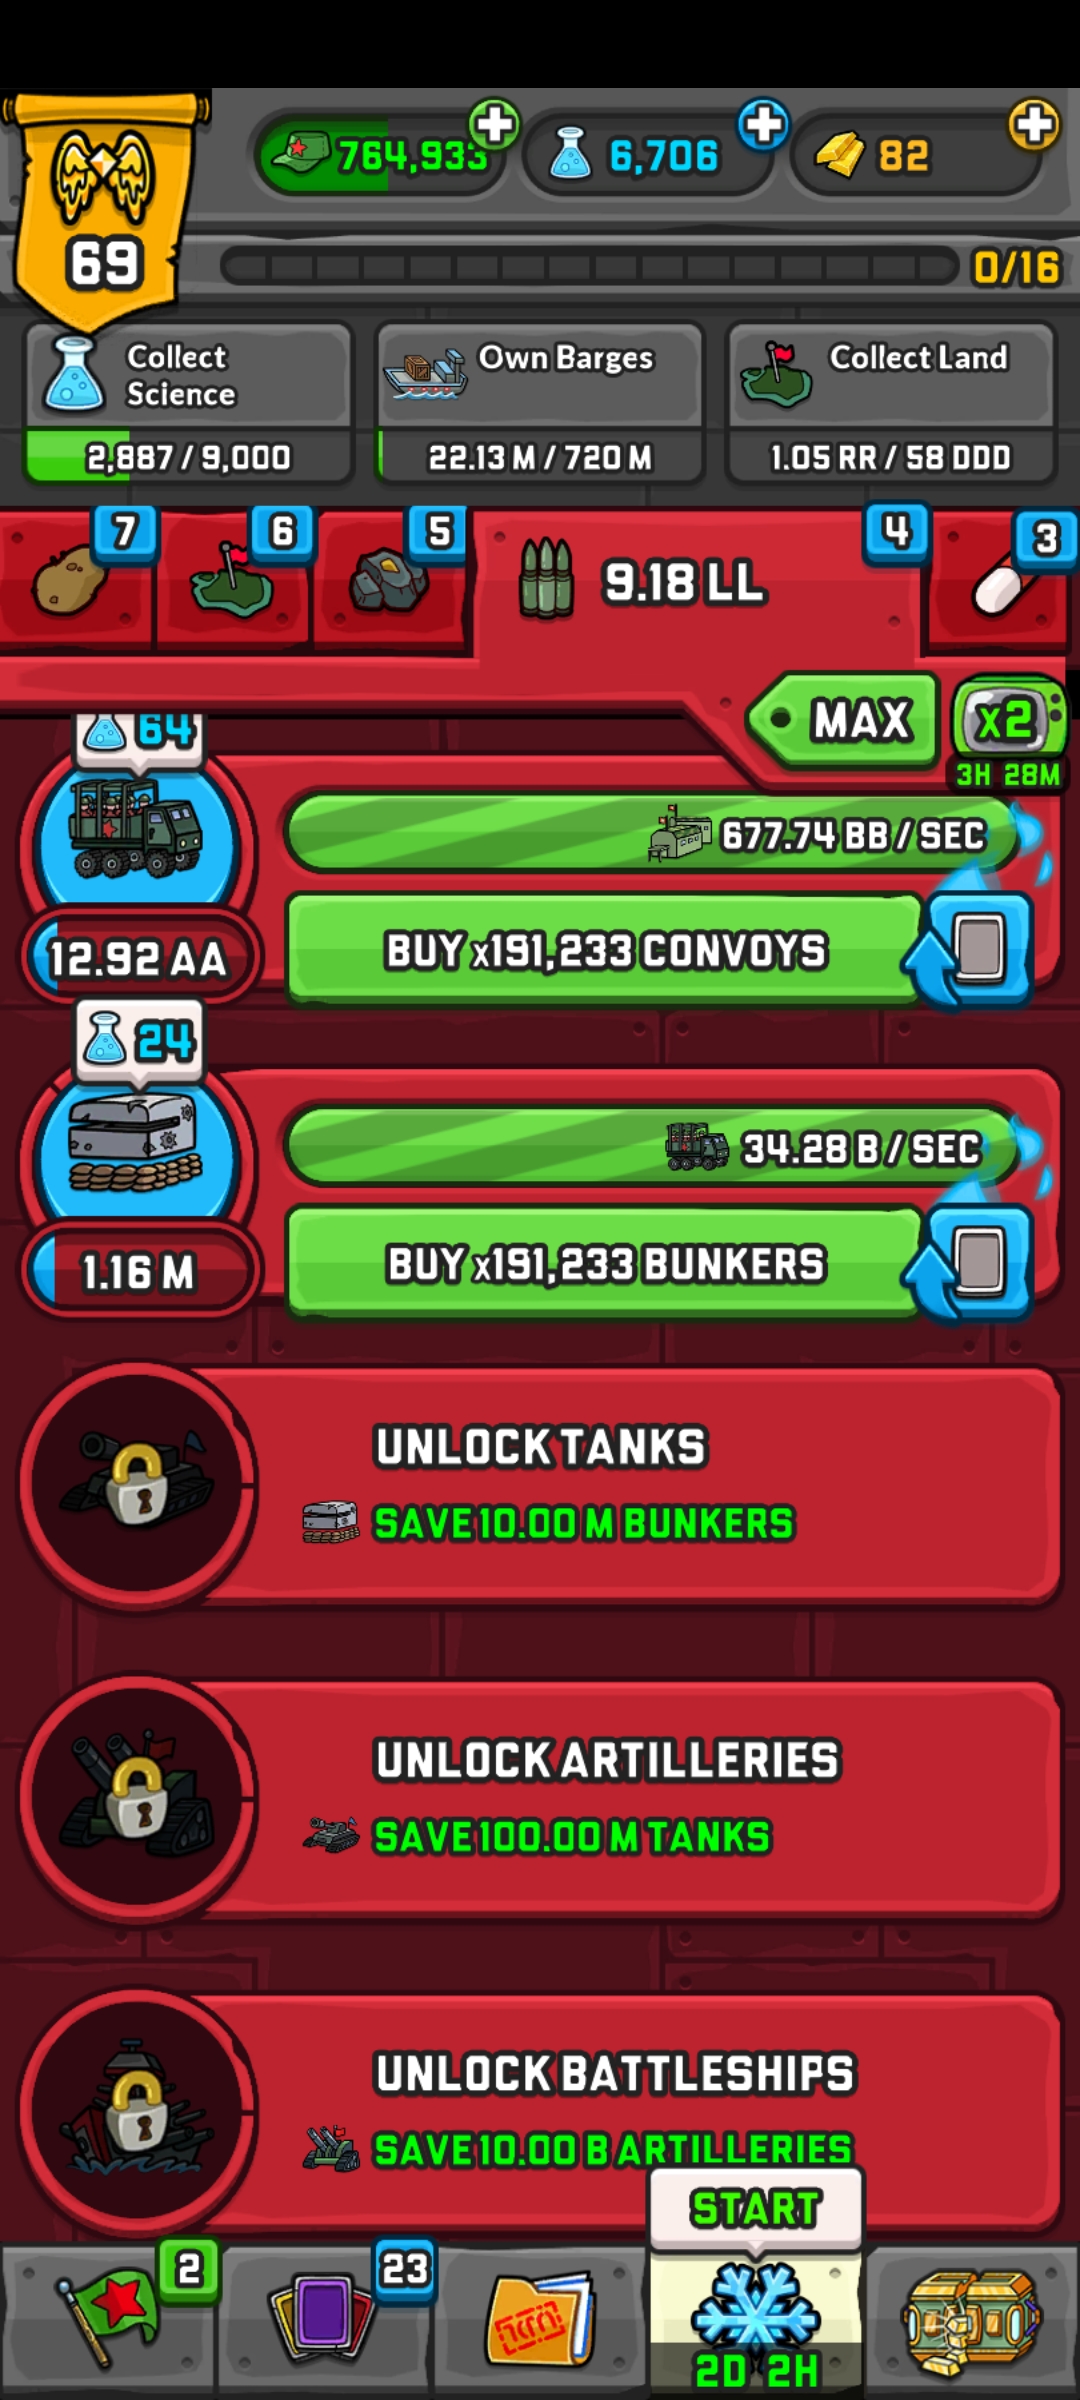 764,933
6,706
82
69
0/16
Collect
Science
2,887 / 9,000
Own Barges
22.13 M / 720 M
Collect Land
1.05 RR / 58 DDD
7
6
5
9.18 LL
4
3
MAX
x2
3H 28M
64
677.74 BB / SEC
12.92 AA
BUY x191,233 CONVOYS
24
34.28 B / SEC
1.16 M
BUY x191,233 BUNKERS
UNLOCK TANKS
SAVE 10.00 M BUNKERS
UNLOCK ARTILLERIES
SAVE 100.00 M TANKS
UNLOCK BATTLESHIPS
SAVE 10.00 B ARTILLERIES
START
2
23
2D 2H